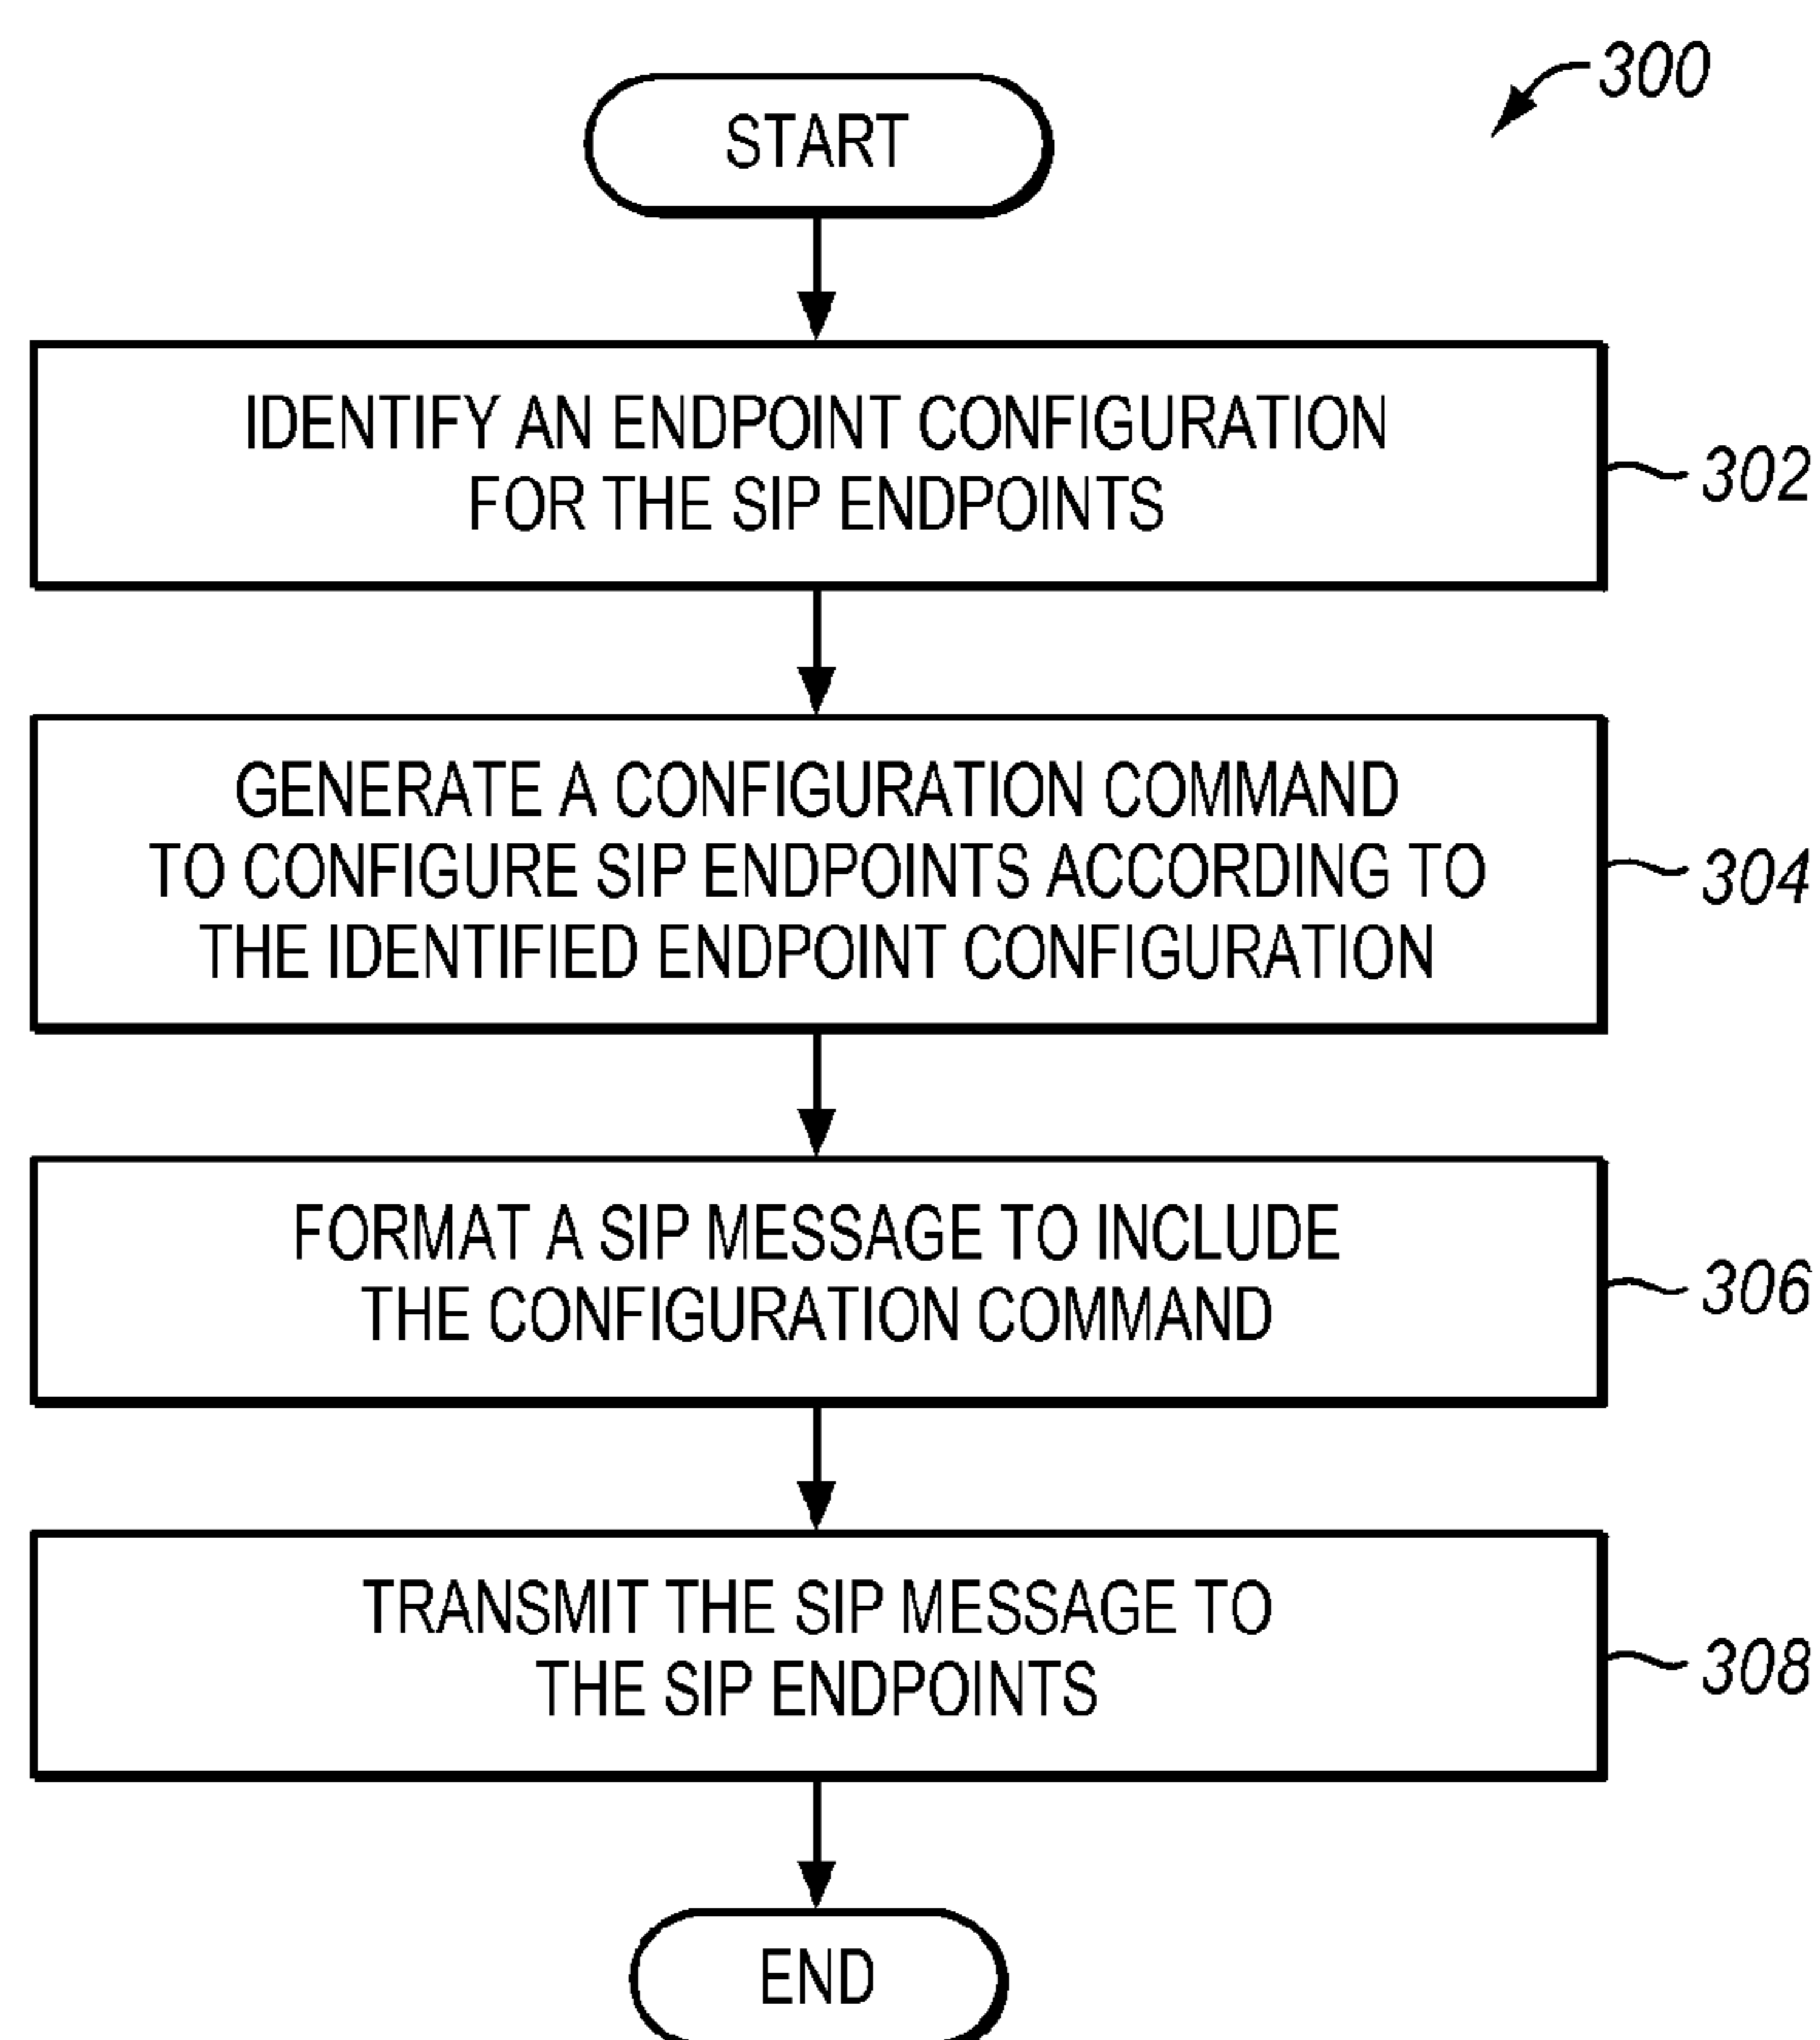 300
START
IDENTIFY AN ENDPOINT CONFIGURATION
FOR THE SIP ENDPOINTS
302
GENERATE A CONFIGURATION COMMAND
TO CONFIGURE SIP ENDPOINTS ACCORDING TO
THE IDENTIFIED ENDPOINT CONFIGURATION
304
FORMAT A SIP MESSAGE TO INCLUDE
THE CONFIGURATION COMMAND
306
TRANSMIT THE SIP MESSAGE TO
THE SIP ENDPOINTS
308
END